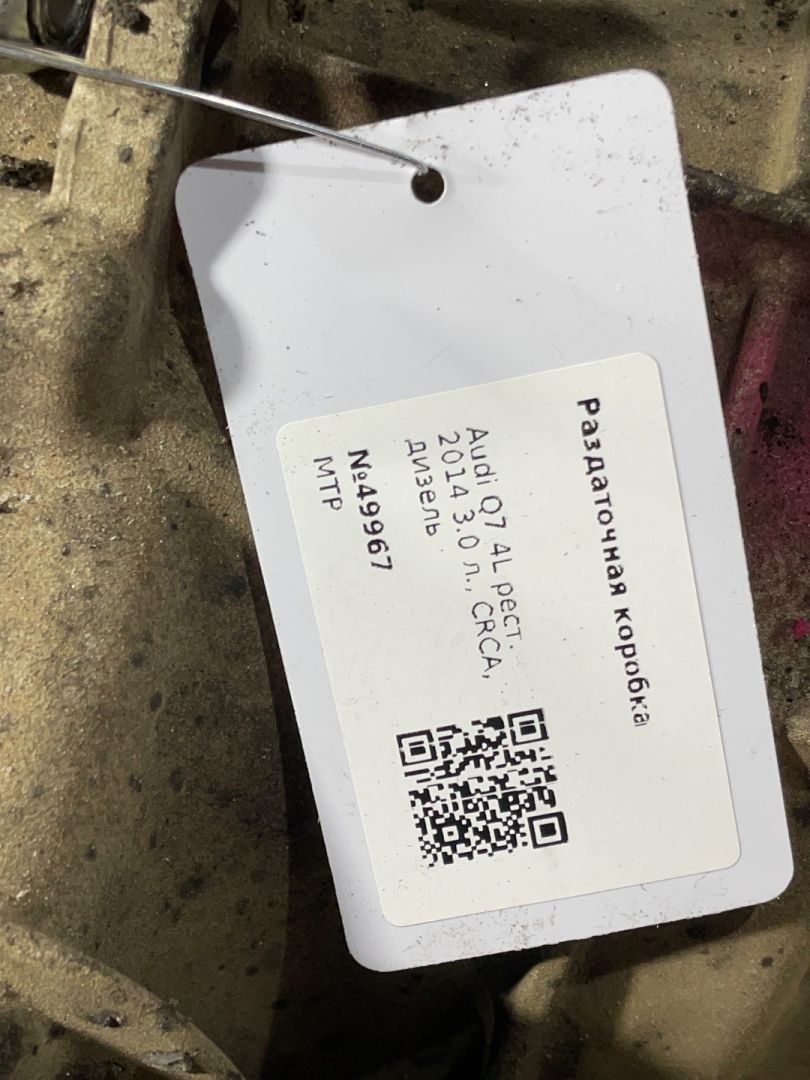 Раздаточная коробка
Audi Q7 4L рест.
2014 3.0 л., CRCA,
дизель
№49967
МТР